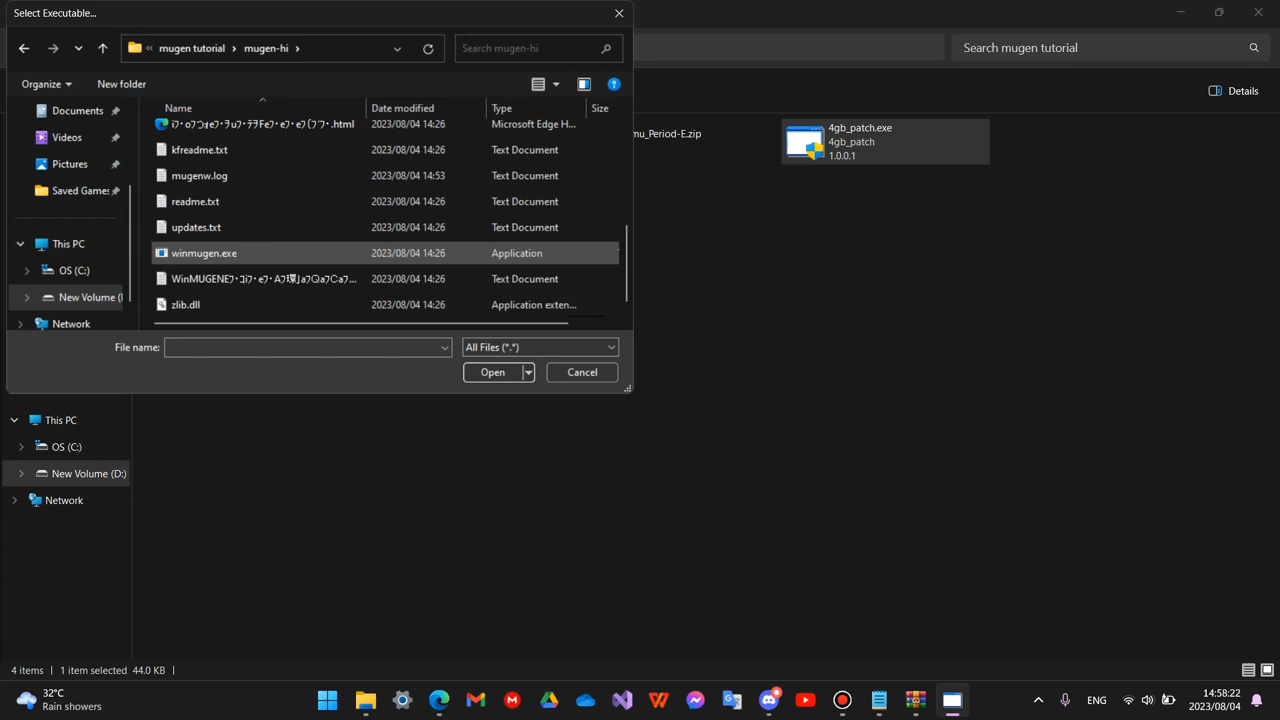 Select Executable...
mugen tutorial
mugen-hi
Search mugen-hi
Search mugen tutorial
Organize
New folder
Details
Name
Date modified
Type
Size
2023/08/04 14:26
Microsoft Edge H...
kfreadme.txt
2023/08/04 14:26
Text Document
mugenw.log
2023/08/04 14:53
Text Document
readme.txt
2023/08/04 14:26
Text Document
updates.txt
2023/08/04 14:26
Text Document
winmugen.exe
2023/08/04 14:26
Application
2023/08/04 14:26
Text Document
zlib.dll
2023/08/04 14:26
Application exten...
Documents
Videos
Pictures
Saved Games
This PC
OS (C:)
New Volume (
Network
File name:
All Files (*.*)
Open
Cancel
mu_Period-E.zip
4gb_patch.exe
4gb_patch
1.0.0.1
This PC
OS (C:)
New Volume (D:)
Network
4 items
1 item selected 44.0 KB
32°C
Rain showers
ENG
14:58:22
2023/08/04